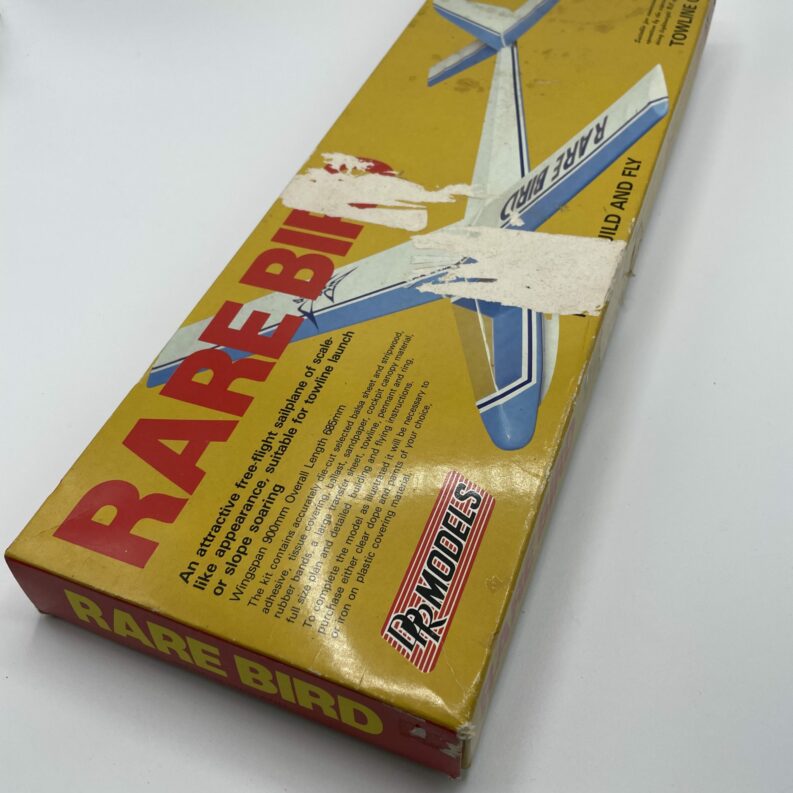 TOWLINE
RARE BIRD
UILD AND FLY
RARE BIR
An attractive free-flight sailplane of scale-
like appearance, suitable for towline launch
or slope soaring
Wingspan 900mm Overall Length 685mm
The kit contains accurately die-cut selected balsa sheet and stripwood,
adhesive, tissue covering, ballast, sandpaper, cockpit canopy material,
rubber bands, a large transfer sheet, towline, pennant and ring,
full size plan and detailed building and flying instructions.
To complete the model as illustrated it will be necessary to
purchase either clear dope and paints of your choice,
or iron on plastic covering material.
DPR MODELS
RARE BIRD